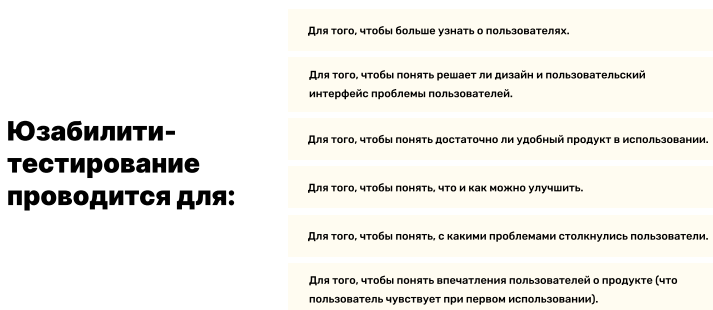 Юзабилити-
тестирование
проводится для:
Для того, чтобы больше узнать о пользователях.
Для того, чтобы понять решает ли дизайн и пользовательский
интерфейс проблемы пользователей.
Для того, чтобы понять достаточно ли удобный продукт в использовании.
Для того, чтобы понять, что и как можно улучшить.
Для того, чтобы понять, с какими проблемами столкнулись пользователи.
Для того, чтобы понять впечатления пользователей о продукте (что
пользователь чувствует при первом использовании).